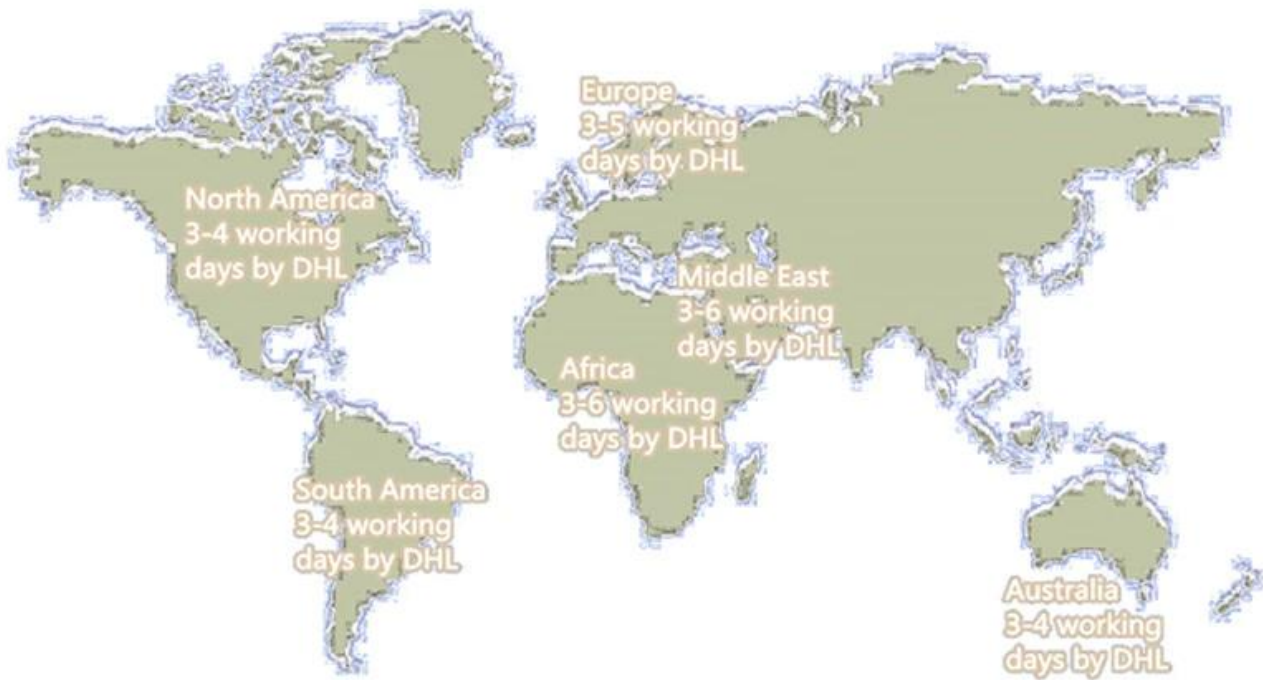 Europe
3-5 working
days by DHL
North America
3-4 working
days by DHL
Middle East
3-6 working
days by DHL
Africa
3-6 working
days by DHL
South America
3-4 working
days by DHL
Australia
3-4 working
days by DHL